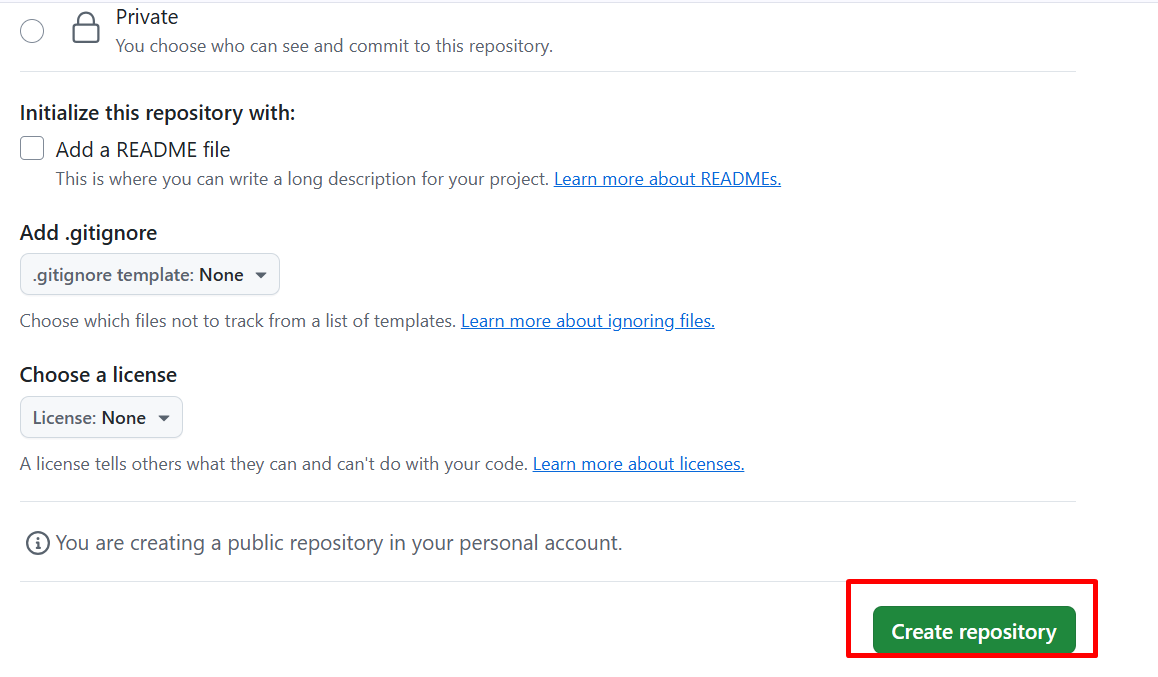 Private
You choose who can see and commit to this repository.
Initialize this repository with:
Add a README file
This is where you can write a long description for your project. Learn more about READMEs.
Add .gitignore
.gitignore template: None
Choose which files not to track from a list of templates. Learn more about ignoring files.
Choose a license
License: None
A license tells others what they can and can't do with your code. Learn more about licenses.
You are creating a public repository in your personal account.
Create repository